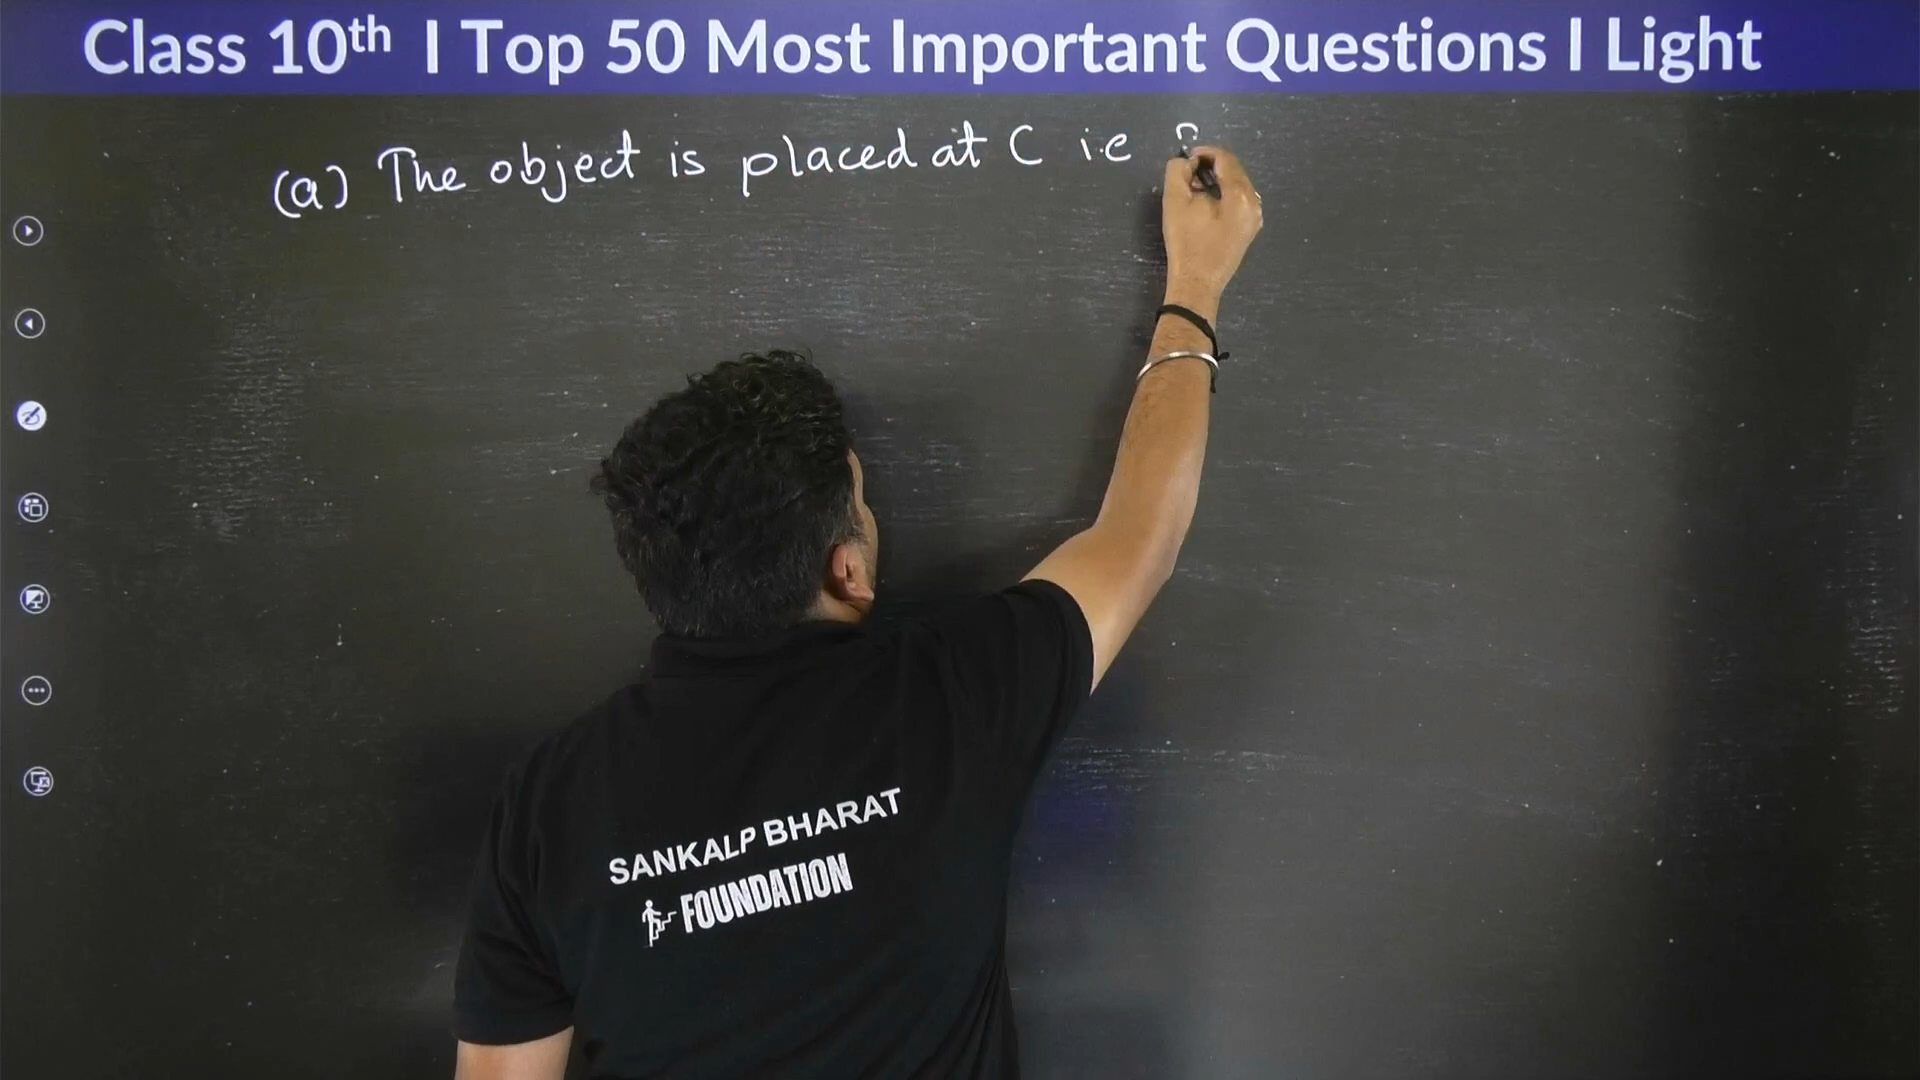 Class 10th I Top 50 Most Important Questions I Light
(a) The object is placed at C i.e
SANKALP BHARAT
FOUNDATION